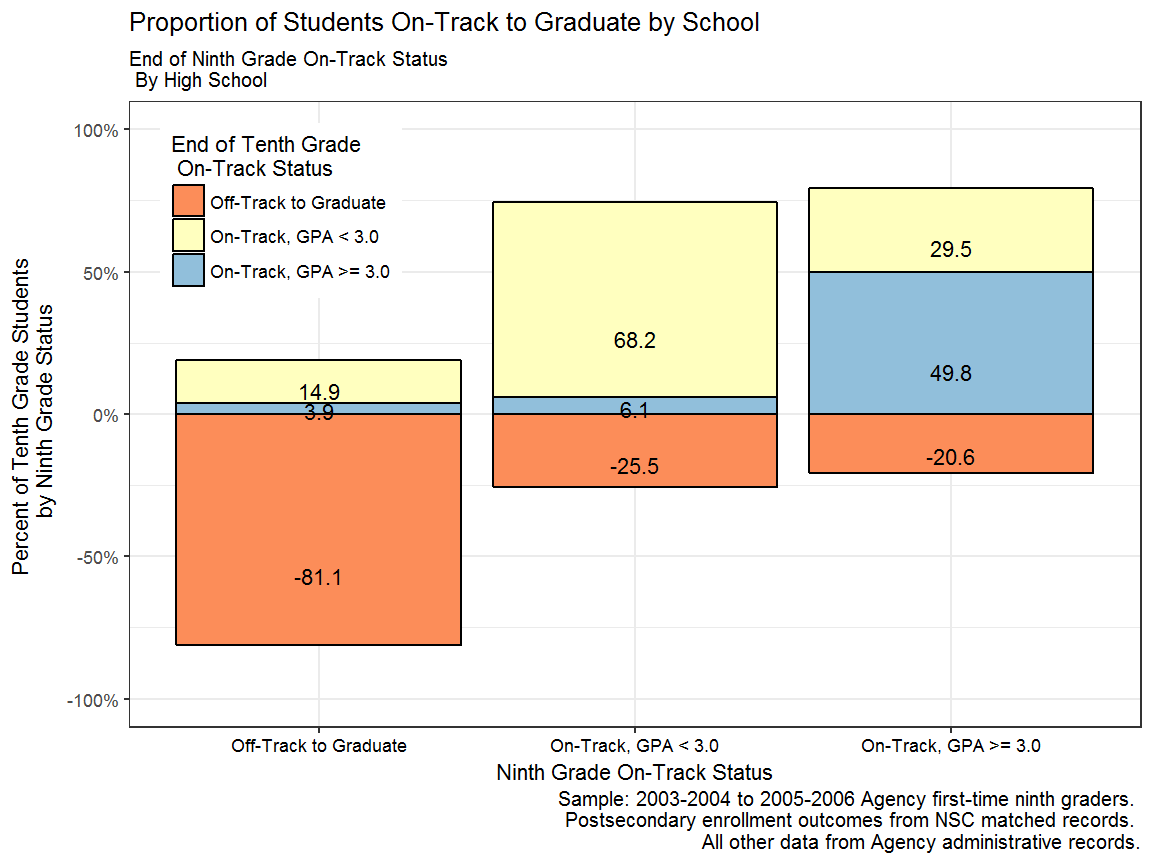 Proportion of Students On-Track to Graduate by School
End of Ninth Grade On-Track Status
By High School
Percent of Tenth Grade Students
by Ninth Grade Status
100%
50%
0%
-50%
-100%
End of Tenth Grade
On-Track Status
Off-Track to Graduate
On-Track, GPA < 3.0
On-Track, GPA >= 3.0
14.9
3.9
-81.1
68.2
6.1
-25.5
29.5
49.8
-20.6
Off-Track to Graduate
On-Track, GPA < 3.0
On-Track, GPA >= 3.0
Ninth Grade On-Track Status
Sample: 2003-2004 to 2005-2006 Agency first-time ninth graders.
Postsecondary enrollment outcomes from NSC matched records.
All other data from Agency administrative records.